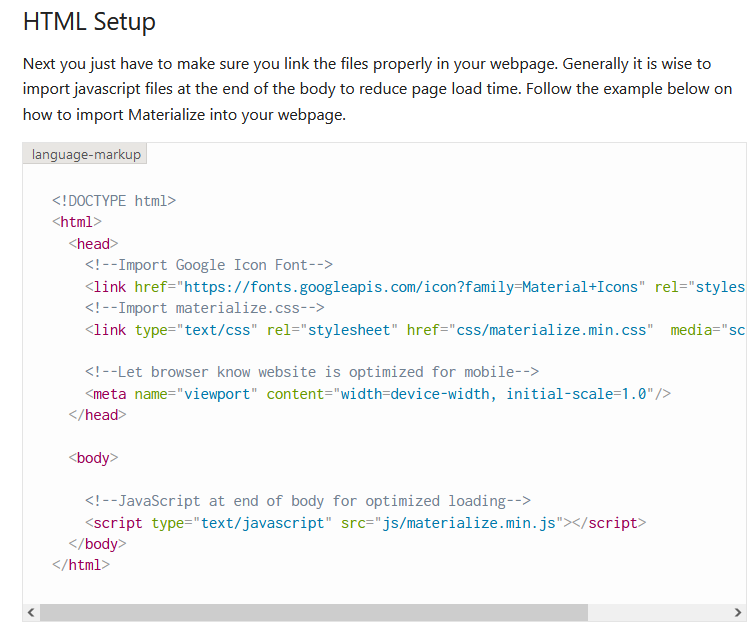 HTML Setup
Next you just have to make sure you link the files properly in your webpage. Generally it is wise to
import javascript files at the end of the body to reduce page load time. Follow the example below on
how to import Materialize into your webpage.
language-markup
<!DOCTYPE html>
<html>
  <head>
    <!--Import Google Icon Font-->
    <link href="https://fonts.googleapis.com/icon?family=Material+Icons" rel="styles
    <!--Import materialize.css-->
    <link type="text/css" rel="stylesheet" href="css/materialize.min.css"  media="sc
    <!--Let browser know website is optimized for mobile-->
    <meta name="viewport" content="width=device-width, initial-scale=1.0"/>
  </head>
  <body>
    <!--JavaScript at end of body for optimized loading-->
    <script type="text/javascript" src="js/materialize.min.js"></script>
  </body>
</html>